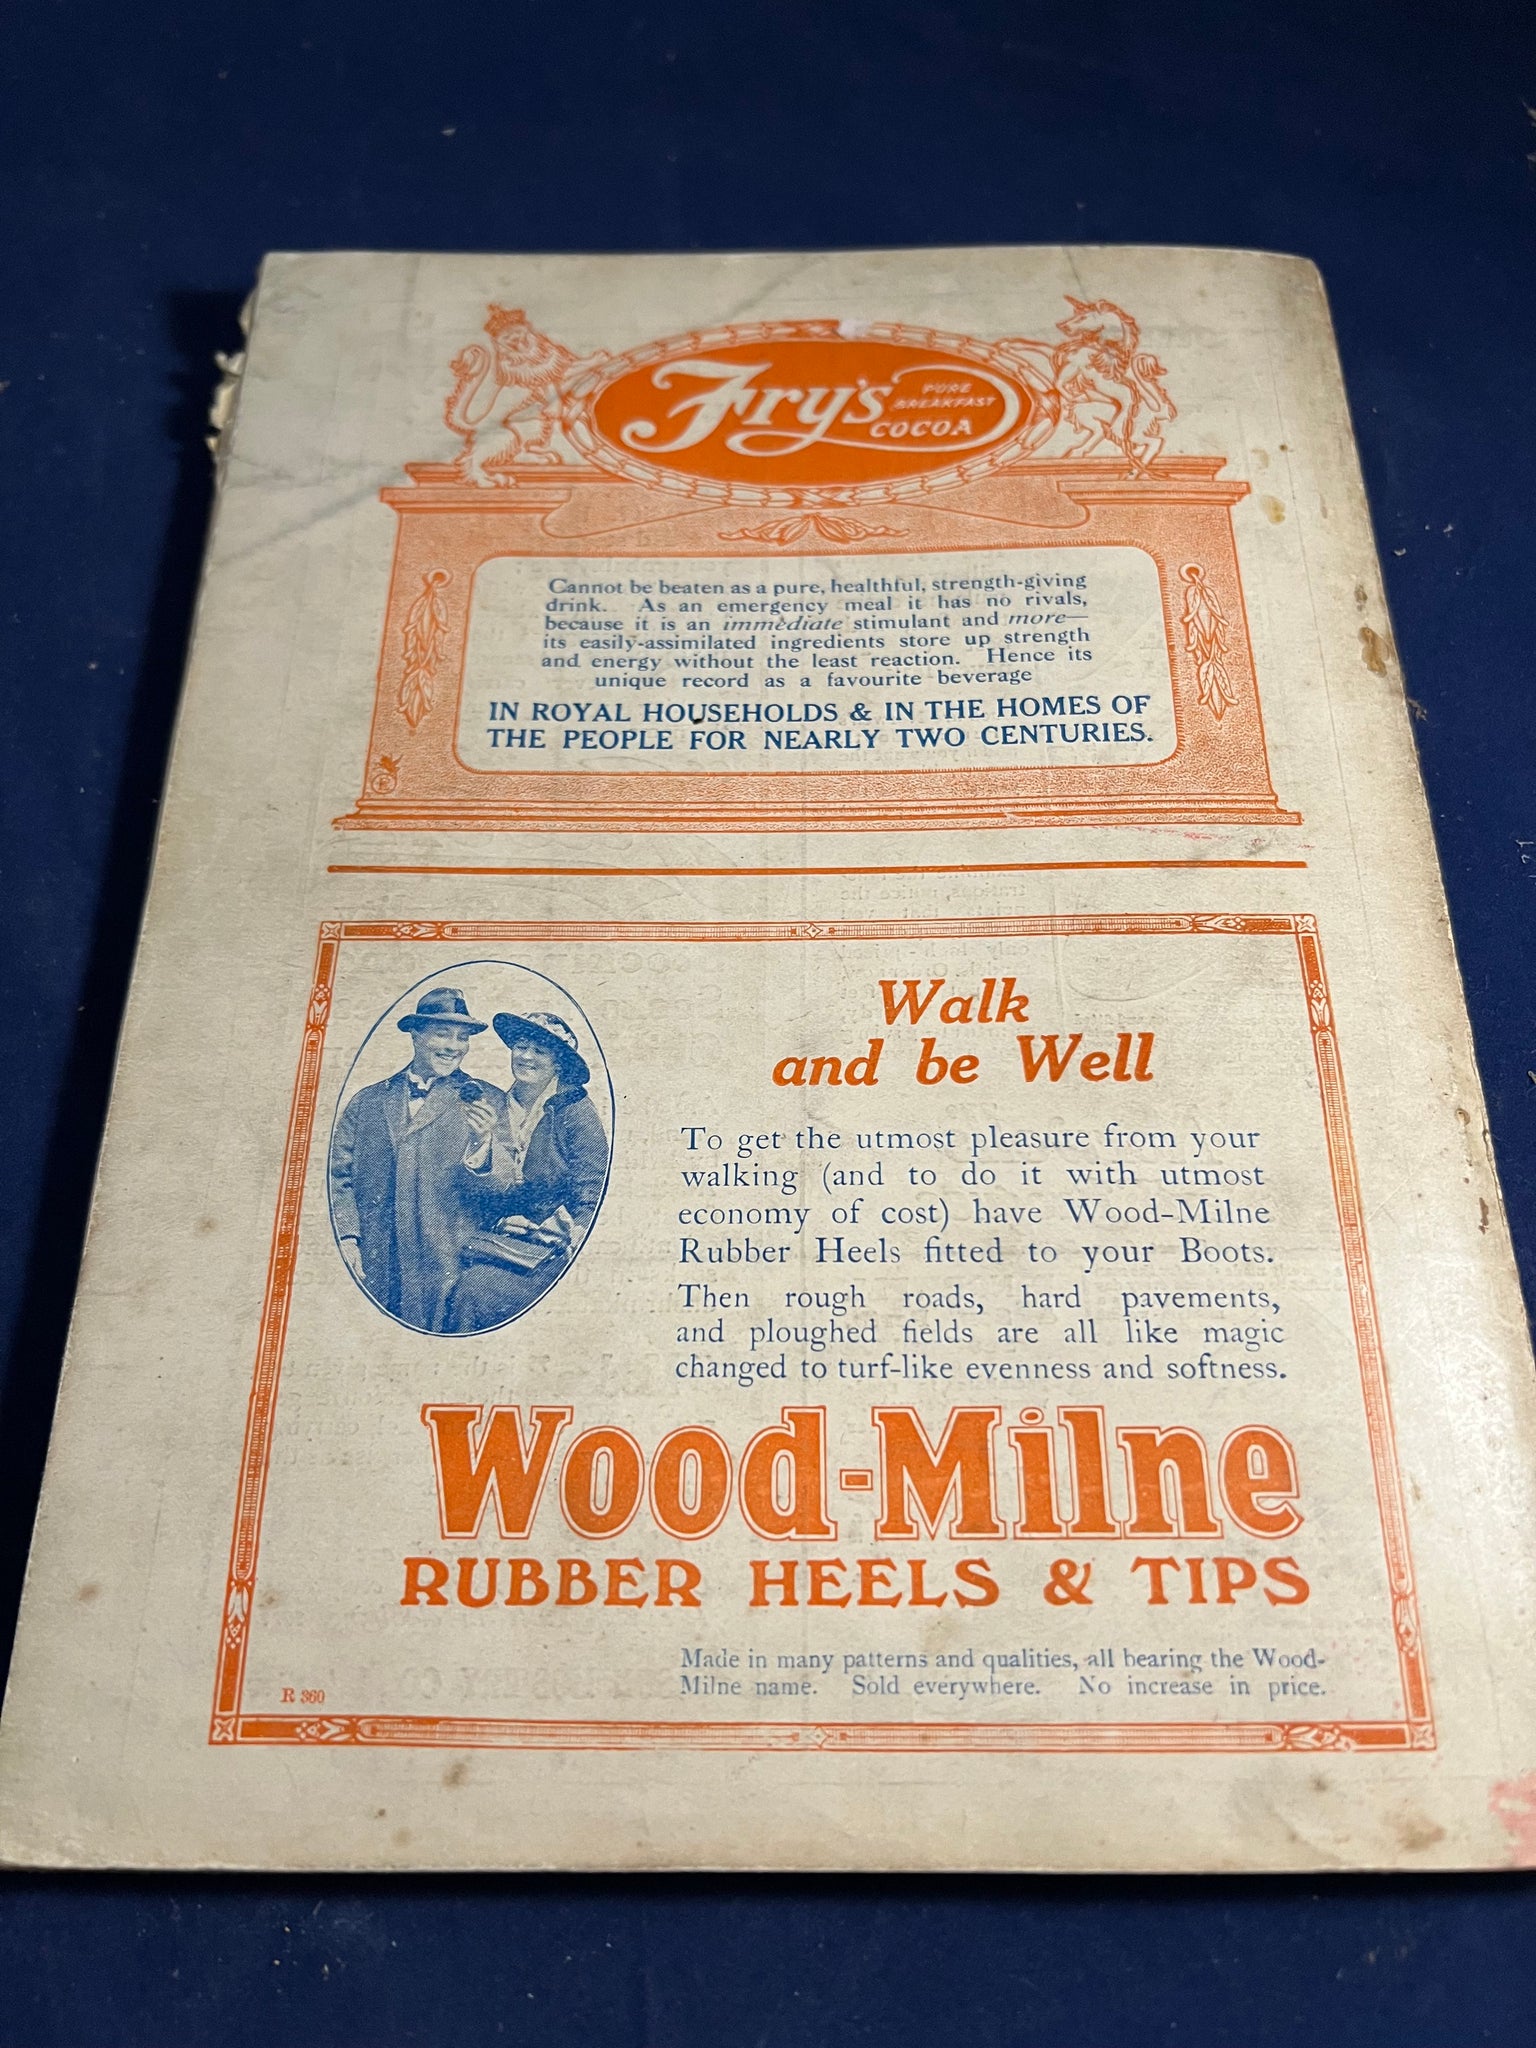 Fry's
PURE
BREAKFAST
COCOA
Cannot be beaten as a pure, healthful, strength-giving
drink. As an emergency meal it has no rivals,
because it is an immediate stimulant and more—
its easily-assimilated ingredients store up strength
and energy without the least reaction. Hence its
unique record as a favourite beverage
IN ROYAL HOUSEHOLDS & IN THE HOMES OF
THE PEOPLE FOR NEARLY TWO CENTURIES.
Walk
and be Well
To get the utmost pleasure from your
walking (and to do it with utmost
economy of cost) have Wood-Milne
Rubber Heels fitted to your Boots.
Then rough roads, hard pavements,
and ploughed fields are all like magic
changed to turf-like evenness and softness.
Wood-Milne
RUBBER HEELS & TIPS
Made in many patterns and qualities, all bearing the Wood-
Milne name. Sold everywhere. No increase in price.
R 360